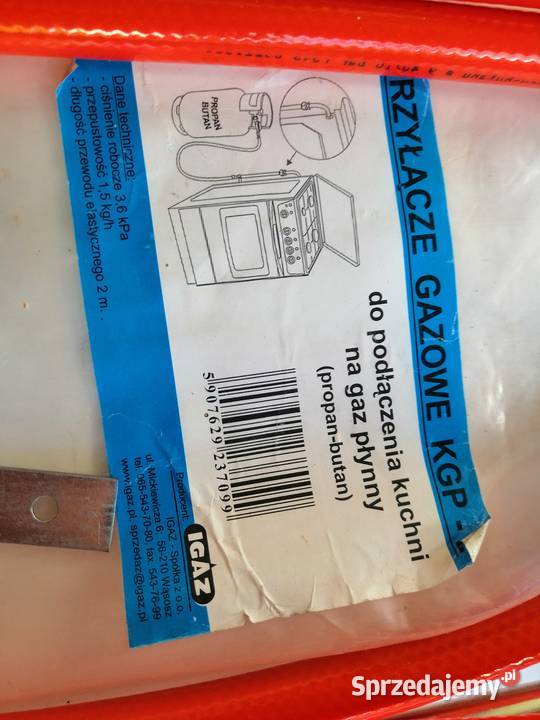 RZYŁĄCZE GAZOWE KGP -
do podłączenia kuchni
na gaz płynny
(propan-butan)
PROPAN
BUTAN
5 907629 237099
Dane techniczne:
- ciśnienie robocze 3,6 kPa
- przepustowość 1,5 kg/h
- długość przewodu elastycznego 2 m.
Producent:
IGAZ
IGAZ - Spółka z o.o.
ul. Mickiewicza 6, 56-210 Wąsosz
tel. 065-543-70-80, fax. 543-76-99
www.igaz.pl, sprzedaz@igaz.pl
Sprzedajemy.pl